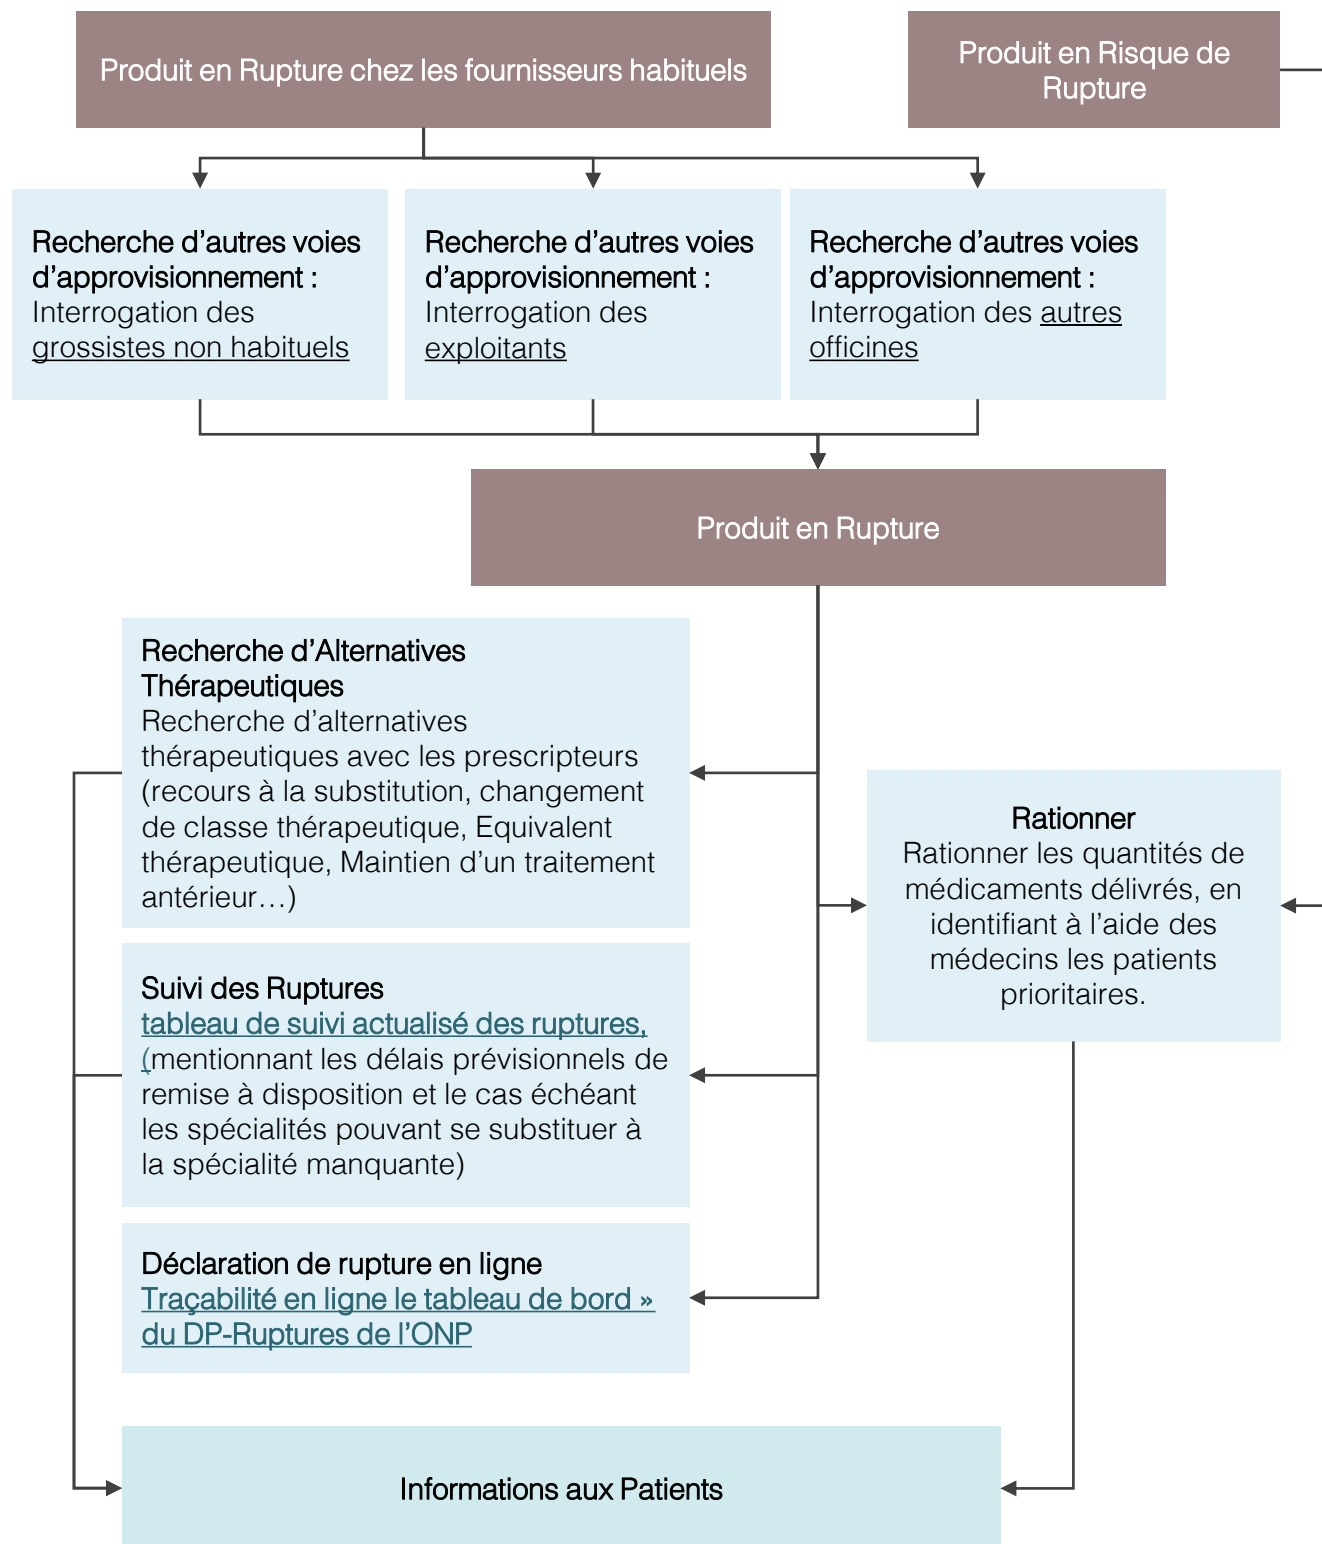 Produit en Rupture chez les fournisseurs habituels
Produit en Risque de
Rupture
Recherche d’autres voies
d’approvisionnement :
Interrogation des
grossistes non habituels
Recherche d’autres voies
d’approvisionnement :
Interrogation des
exploitants
Recherche d’autres voies
d’approvisionnement :
Interrogation des autres
officines
Produit en Rupture
Recherche d’Alternatives
Thérapeutiques
Recherche d’alternatives
thérapeutiques avec les prescripteurs
(recours à la substitution, changement
de classe thérapeutique, Equivalent
thérapeutique, Maintien d’un traitement
antérieur…)
Rationner
Rationner les quantités de
médicaments délivrés, en
identifiant à l’aide des
médecins les patients
prioritaires.
Suivi des Ruptures
tableau de suivi actualisé des ruptures,
(mentionnant les délais prévisionnels de
remise à disposition et le cas échéant
les spécialités pouvant se substituer à
la spécialité manquante)
Déclaration de rupture en ligne
Traçabilité en ligne le tableau de bord »
du DP-Ruptures de l’ONP
Informations aux Patients